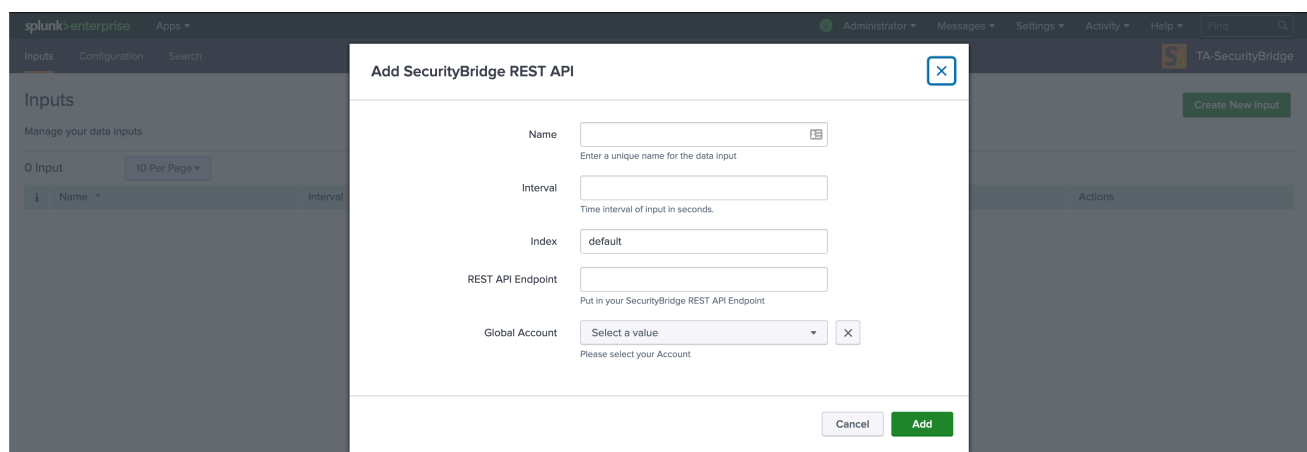 splunk>enterprise Apps
i Administrator Messages Settings Activity Help Find
Inputs Configuration Search
S TA-SecurityBridge
Inputs
Create New Input
Manage your data inputs
0 Input 10 Per Page
i Name Interval Actions
Add SecurityBridge REST API
Name
Enter a unique name for the data input
Interval
Time interval of input in seconds.
Index default
REST API Endpoint
Put in your SecurityBridge REST API Endpoint
Global Account Select a value
Please select your Account
Cancel Add